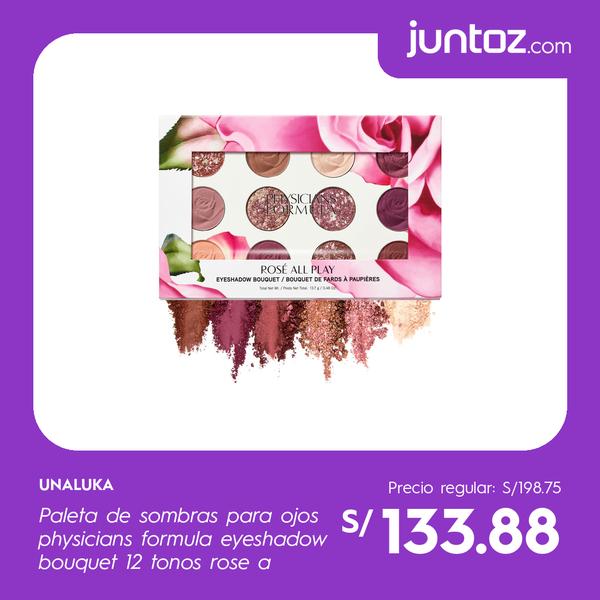 juntoz.com
PHYSICIANS
FORMULA
ROSÉ ALL PLAY
EYESHADOW BOUQUET / BOUQUET DE FARDS À PAUPIÈRES
UNALUKA
Paleta de sombras para ojos
physicians formula eyeshadow
bouquet 12 tonos rose a
Precio regular: S/198.75
S/133.88